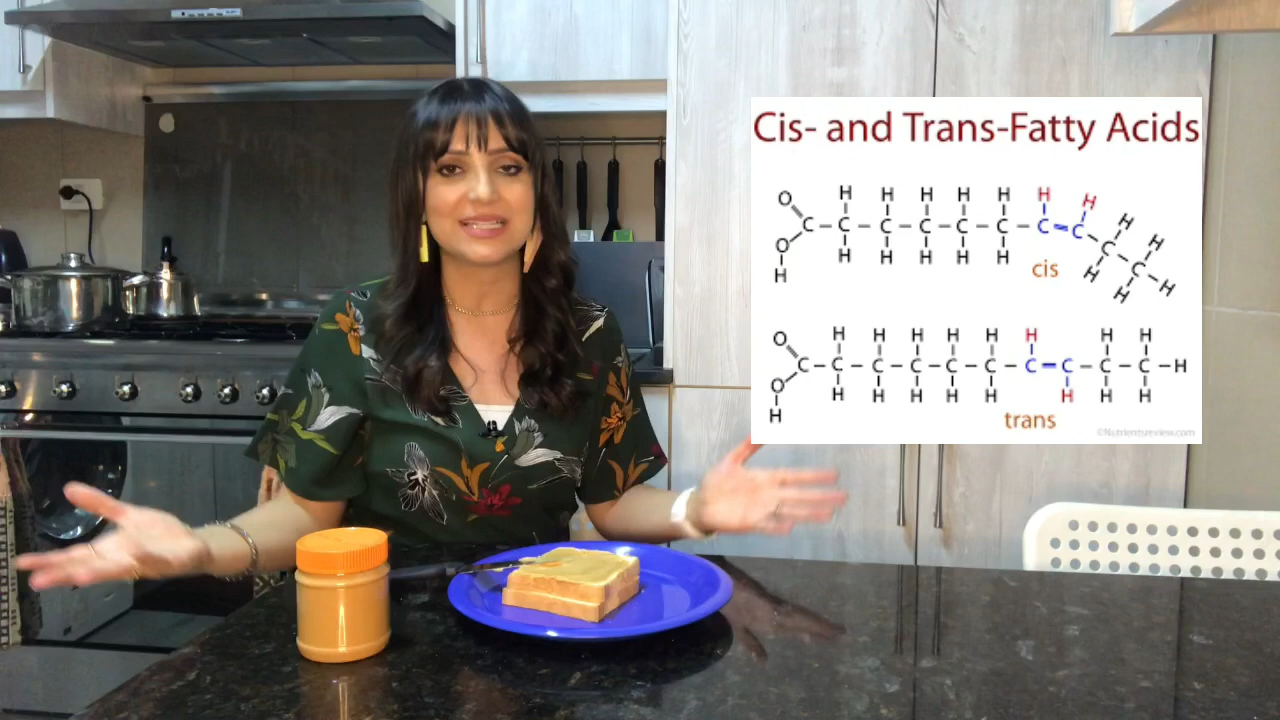 Cis- and Trans-Fatty Acids
O H H H H H H H H H
C - C - C - C - C - C - C = C - C - C - H
O H H H H H H H
H
cis
O H H H H H H H H
C - C - C - C - C - C - C = C - C - C - H
O H H H H H H H H
H
trans
©Nutrientsreview.com